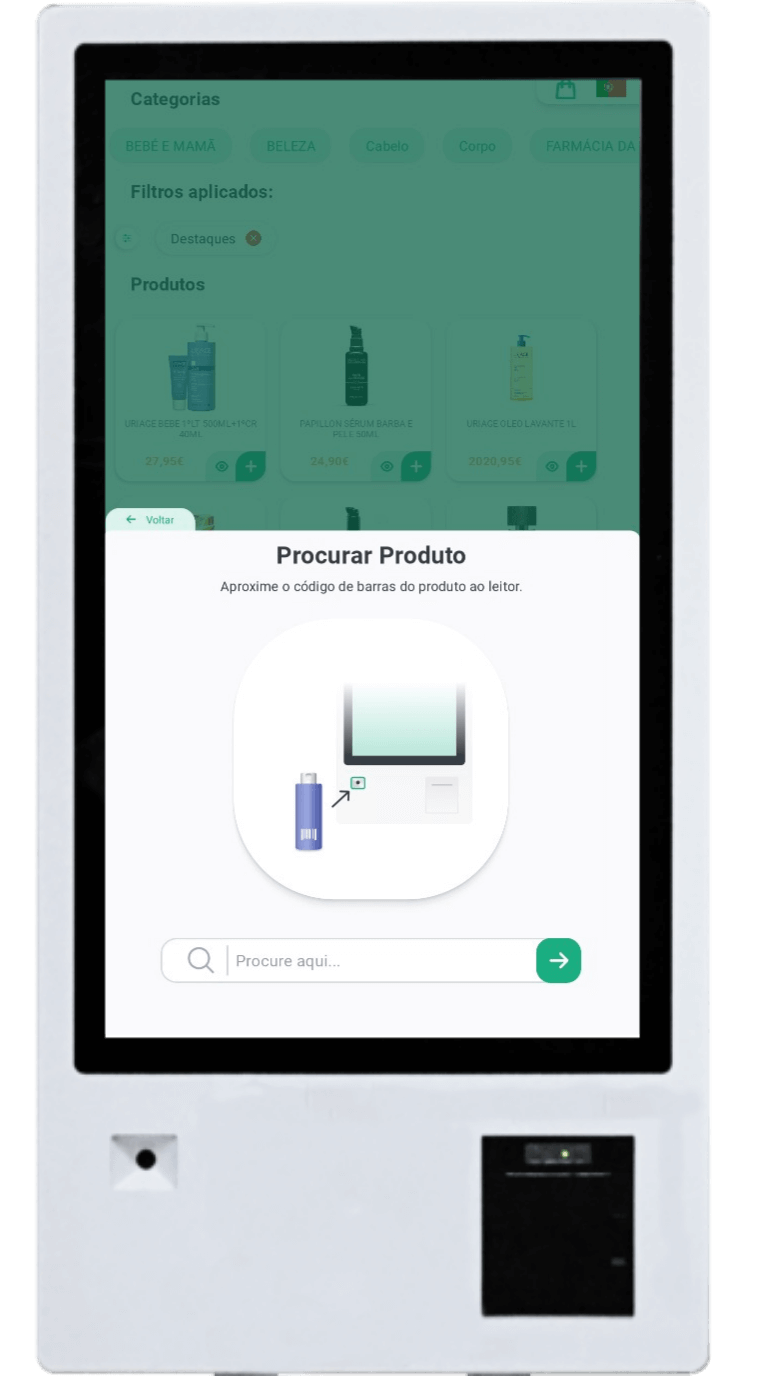 Categorias
BEBÉ E MAMÃ
BELEZA
Cabelo
Corpo
FARMÁCIA DA
Filtros aplicados:
Destaques
Produtos
URIAGE BEBE 1ºLT 500ML+1ºCR
40ML
PAPILLON SÉRUM BARBA E
PELE 50ML
URIAGE OLEO LAVANTE 1L
27,95€
24,90€
2020,95€
Voltar
Procurar Produto
Aproxime o código de barras do produto ao leitor.
Procure aqui...